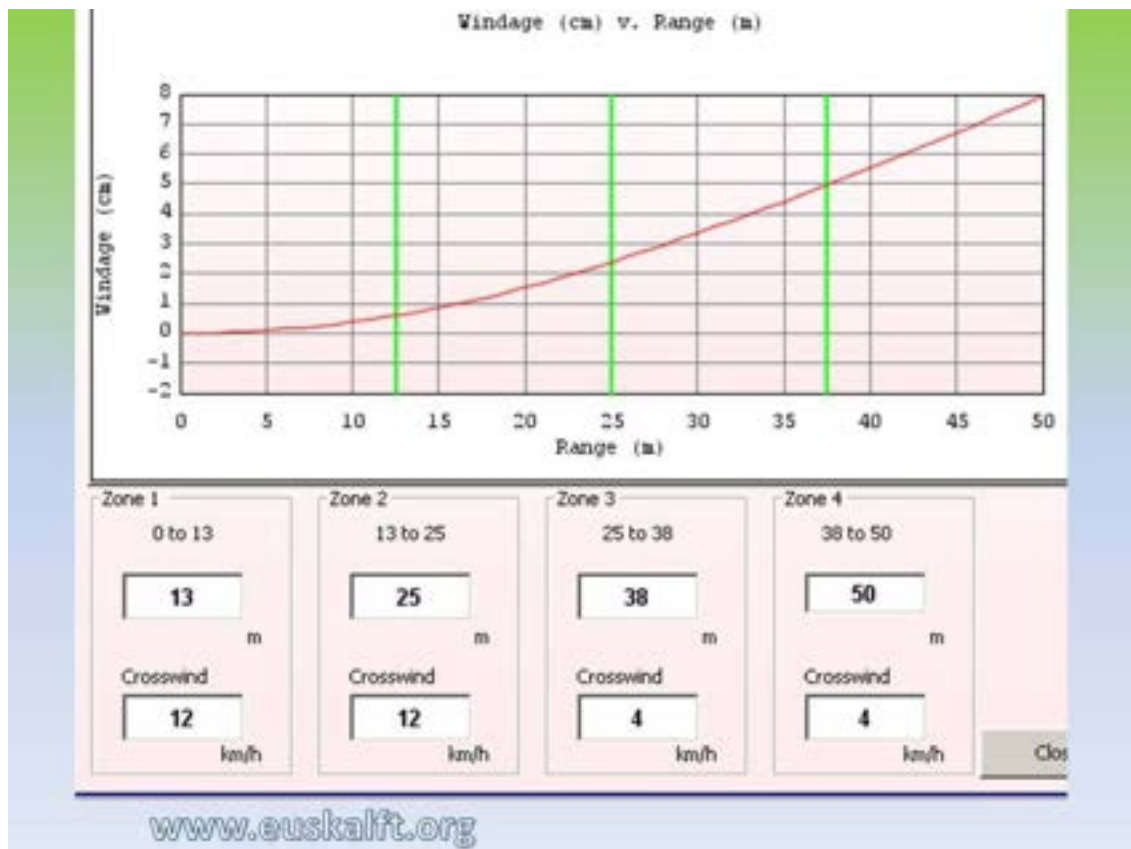 Windage (cm) v. Range (m)
Windage (cm)
8
7
6
5
4
3
2
1
0
-1
-2
0 5 10 15 20 25 30 35 40 45 50
Range (m)
Zone 1 Zone 2 Zone 3 Zone 4
0 to 13 13 to 25 25 to 38 38 to 50
13 25 38 50
m m m m
Crosswind Crosswind Crosswind Crosswind
12 12 4 4
km/h km/h km/h km/h
Clos
www.euskalft.org